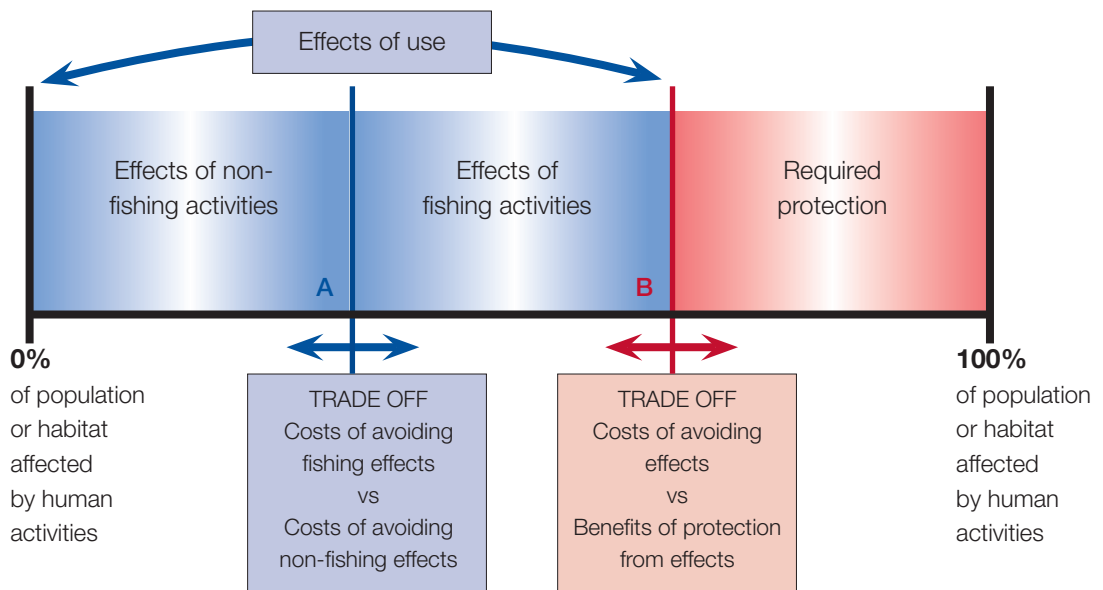 Effects of use
Effects of non-
fishing activities
Effects of
fishing activities
Required
protection
A
B
0%
of population
or habitat
affected
by human
activities
TRADE OFF
Costs of avoiding
fishing effects
vs
Costs of avoiding
non-fishing effects
TRADE OFF
Costs of avoiding
effects
vs
Benefits of protection
from effects
100%
of population
or habitat
affected
by human
activities